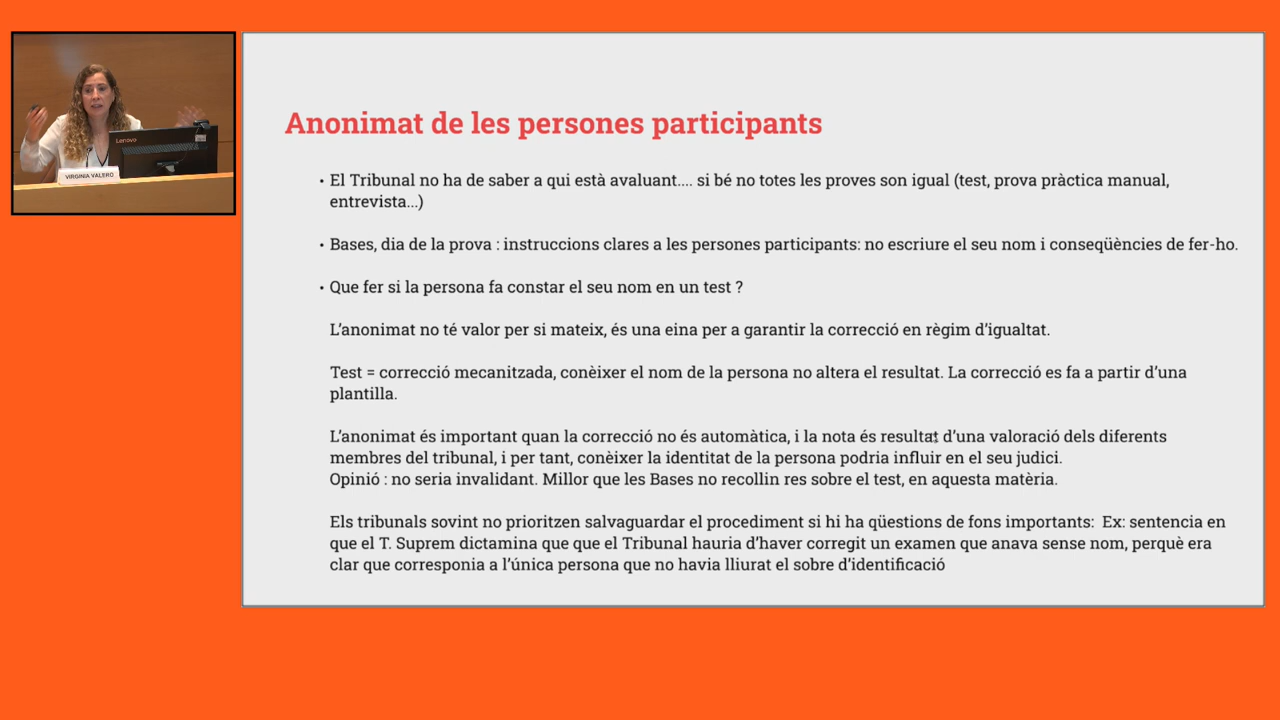 Lenovo
VIRGINIA VALERO
Anonimat de les persones participants
• El Tribunal no ha de saber a qui està avaluant.... si bé no totes les proves son igual (test, prova pràctica manual,
entrevista...)
• Bases, dia de la prova : instruccions clares a les persones participants: no escriure el seu nom i conseqüències de fer-ho.
• Que fer si la persona fa constar el seu nom en un test ?
L’anonimat no té valor per si mateix, és una eina per a garantir la correcció en règim d’igualtat.
Test = correcció mecanitzada, conèixer el nom de la persona no altera el resultat. La correcció es fa a partir d’una
plantilla.
L’anonimat és important quan la correcció no és automàtica, i la nota és resultat d’una valoració dels diferents
membres del tribunal, i per tant, conèixer la identitat de la persona podria influir en el seu judici.
Opinió : no seria invalidant. Millor que les Bases no recollin res sobre el test, en aquesta matèria.
Els tribunals sovint no prioritzen salvaguardar el procediment si hi ha qüestions de fons importants:  Ex: sentencia en
que el T. Suprem dictamina que que el Tribunal hauria d’haver corregit un examen que anava sense nom, perquè era
clar que corresponia a l’única persona que no havia lliurat el sobre d’identificació